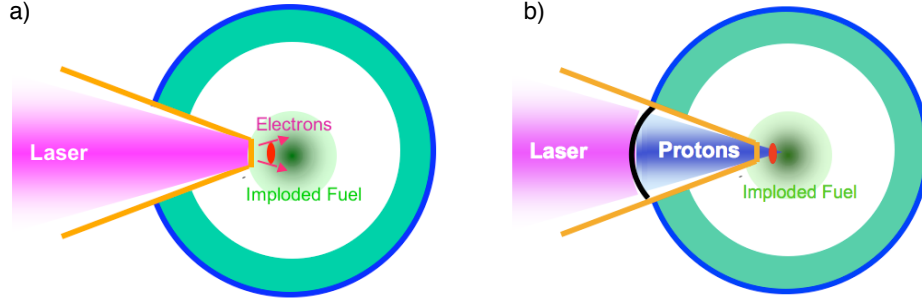 a)
Electrons
Laser
Imploded Fuel
b)
Laser
Protons
Imploded Fuel